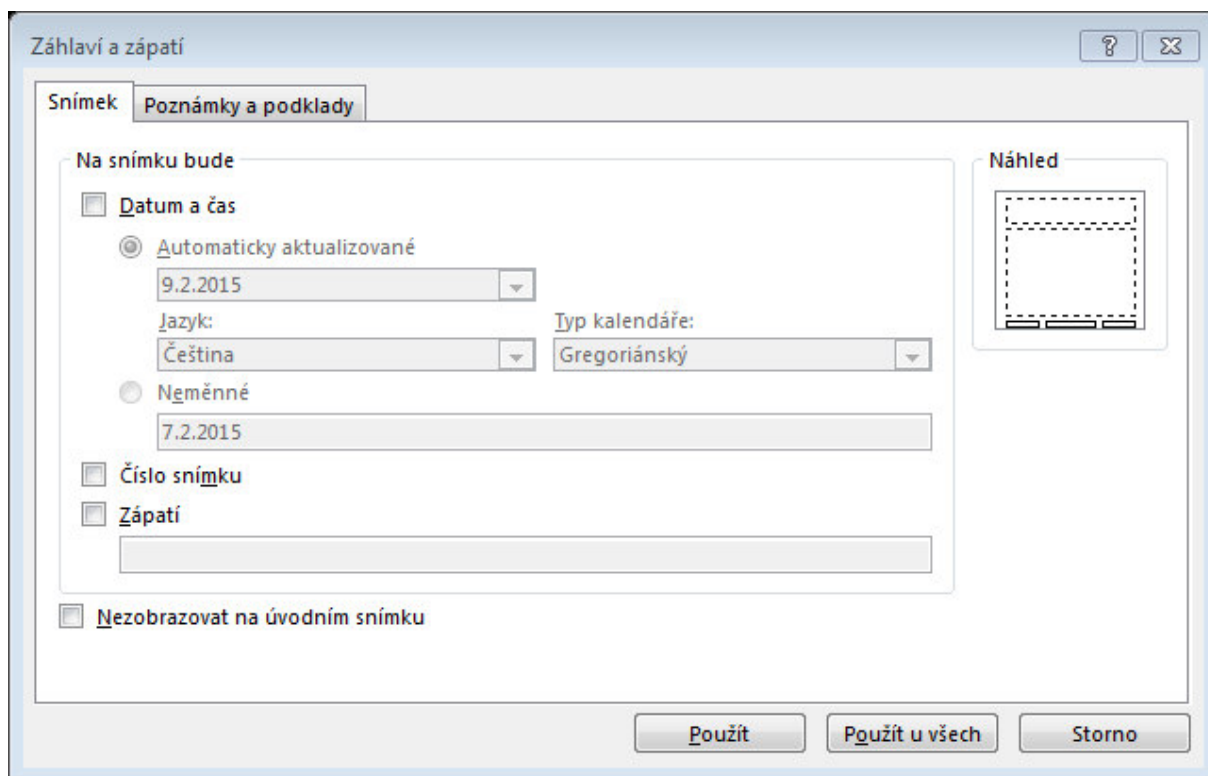 Záhlaví a zápatí
Snímek
Poznámky a podklady
Na snímku bude
Náhled
Datum a čas
Automaticky aktualizované
9.2.2015
Jazyk:
Typ kalendáře:
Čeština
Gregoriánský
Neměnné
7.2.2015
Číslo snímku
Zápatí
Nezobrazovat na úvodním snímku
Použít
Použít u všech
Storno